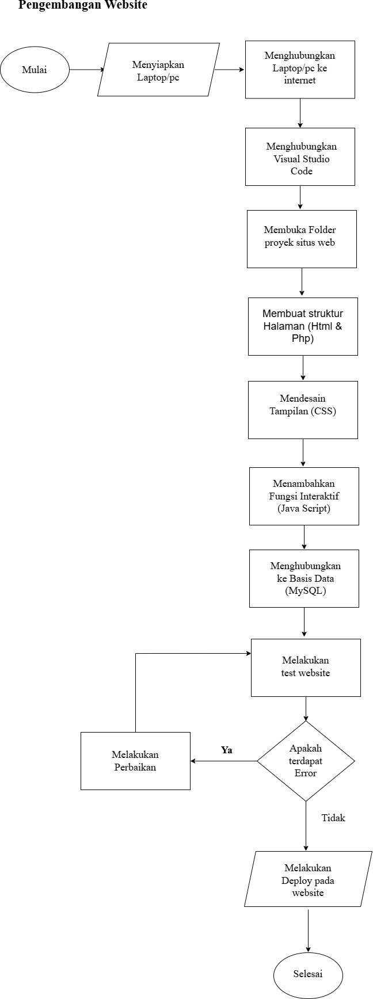 Pengembangan Website
Mulai
Menyiapkan
Laptop/pc
Menghubungkan
Laptop/pc ke
internet
Menghubungkan
Visual Studio
Code
Membuka Folder
proyek situs web
Membuat struktur
Halaman (Html &
Php)
Mendesain
Tampilan (CSS)
Menambahkan
Fungsi Interaktif
(Java Script)
Menghubungkan
ke Basis Data
(MySQL)
Melakukan
test website
Apakah
terdapat
Error
Ya
Melakukan
Perbaikan
Tidak
Melakukan
Deploy pada
website
Selesai